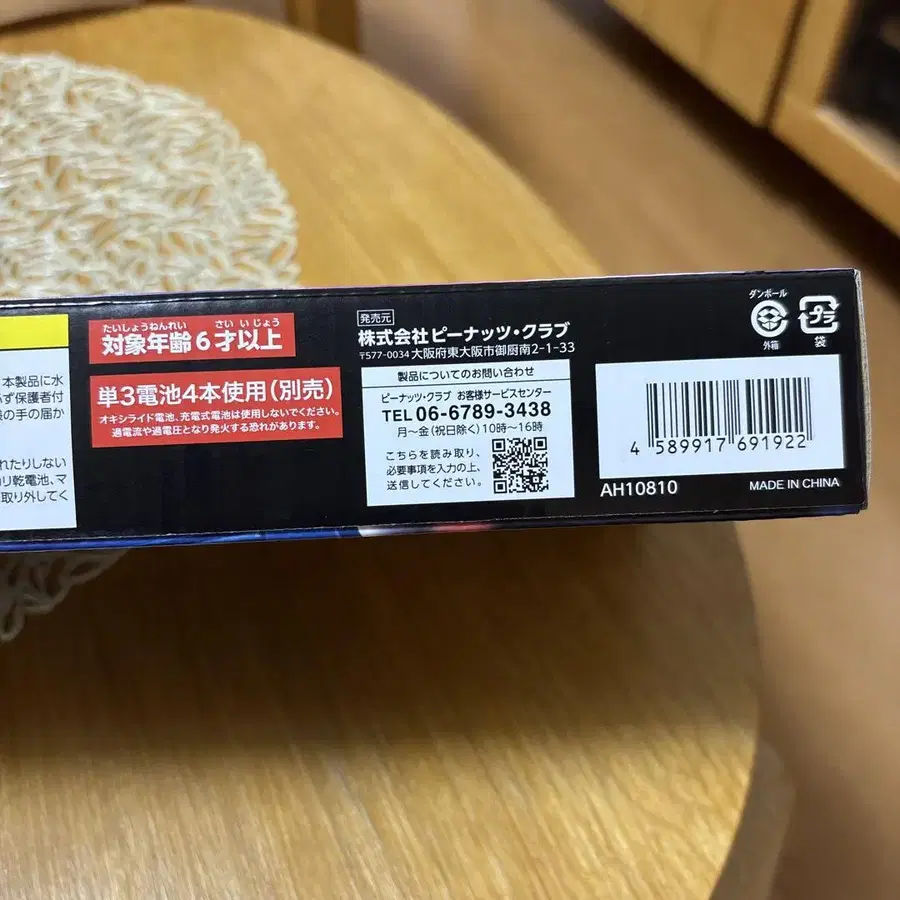 本製品に水
ず保護者付
の手の届か
れたりしない
リ乾電池、マ
取り外してく
たいしょうねんれい さい いじょう
対象年齢6才以上
単3電池4本使用(別売)
オキシライド電池、充電式電池は使用しないでください。
過電流や過電圧となり発火する恐れがあります。
発売元
株式会社ピーナッツ・クラブ
〒577-0034 大阪府東大阪市御厨南2-1-33
製品についてのお問い合わせ
ピーナッツ・クラブ お客様サービスセンター
TEL 06-6789-3438
月~金(祝日除く)10時~16時
こちらを読み取り、
必要事項を入力の上、
送信してください。
ダンボール
外箱
プラ
袋
4 589917 691922
AH10810
MADE IN CHINA